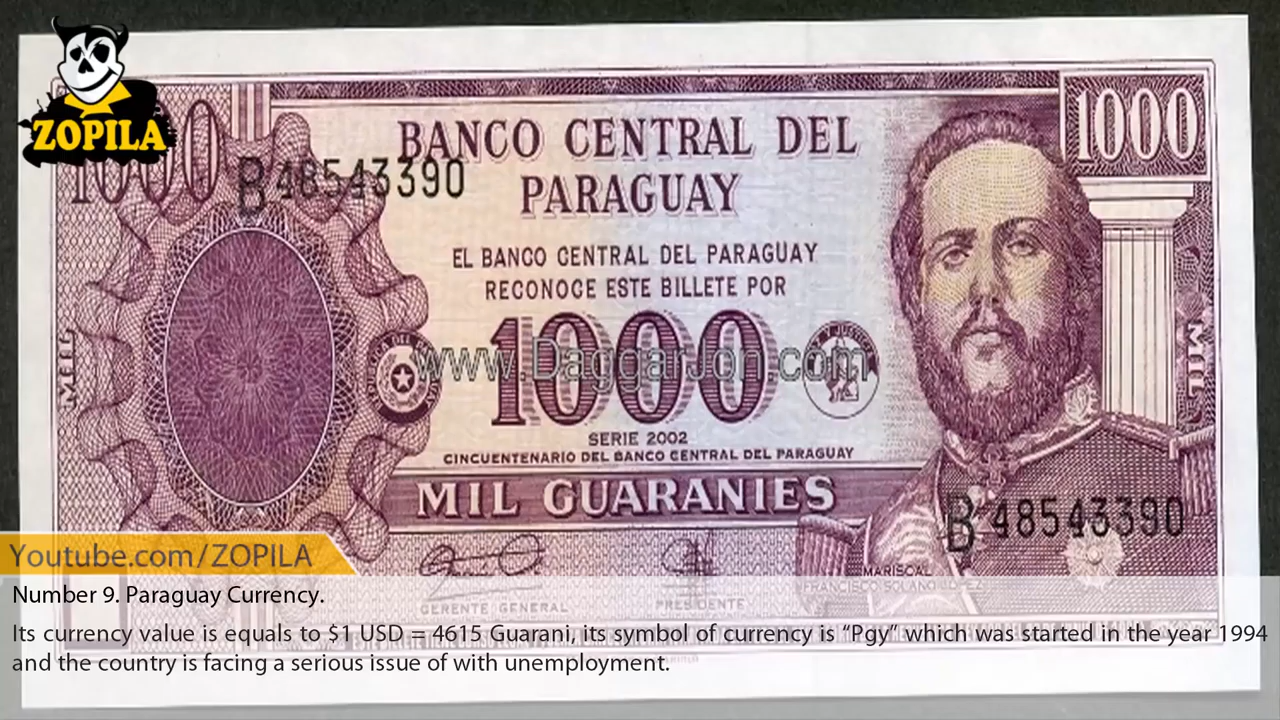 ZOPILA
1000
1000
BANCO CENTRAL DEL
PARAGUAY
B 48543390
EL BANCO CENTRAL DEL PARAGUAY
RECONOCE ESTE BILLETE POR
1000
www.DaggarJon.com
MIL
MIL
SERIE 2002
CINCUENTENARIO DEL BANCO CENTRAL DEL PARAGUAY
MIL GUARANIES
B 48543390
MARISCAL
FRANCISCO SOLANO LOPEZ
GERENTE GENERAL
PRESIDENTE
Youtube.com/ZOPILA
Number 9. Paraguay Currency.
Its currency value is equals to $1 USD = 4615 Guarani, its symbol of currency is “Pgy” which was started in the year 1994
and the country is facing a serious issue of with unemployment.